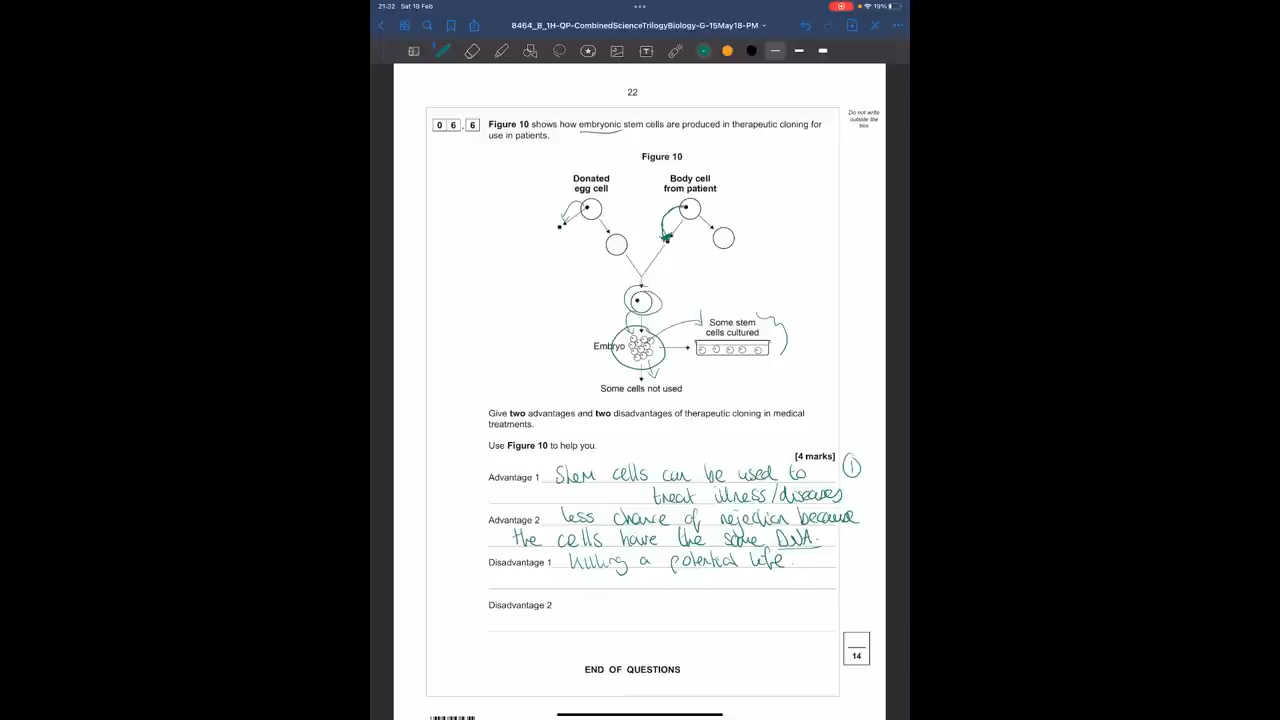 21:32 Sat 19 Feb
19%
8464_B_1H-QP-CombinedScienceTrilogyBiology-G-15May18-PM
22
Do not write
outside the
box
0 6 . 6
Figure 10 shows how embryonic stem cells are produced in therapeutic cloning for
use in patients.
Figure 10
Donated
egg cell
Body cell
from patient
Some stem
cells cultured
Embryo
Some cells not used
Give two advantages and two disadvantages of therapeutic cloning in medical
treatments.
Use Figure 10 to help you.
[4 marks]
Advantage 1 Stem cells can be used to 1
treat illness/diseases
Advantage 2 less chance of rejection because
the cells have the same DNA.
Disadvantage 1 killing a potential life.
Disadvantage 2
14
END OF QUESTIONS